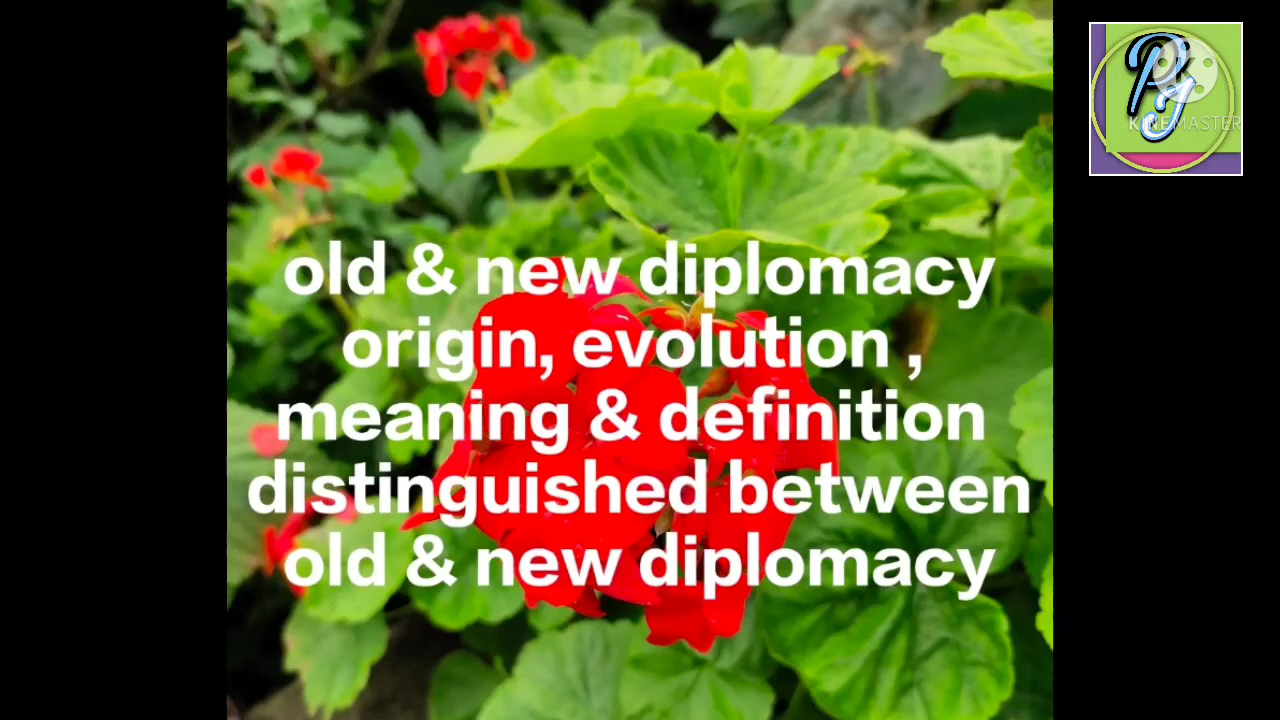 old & new diplomacy
origin, evolution ,
meaning & definition
distinguished between
old & new diplomacy
KINEMASTER